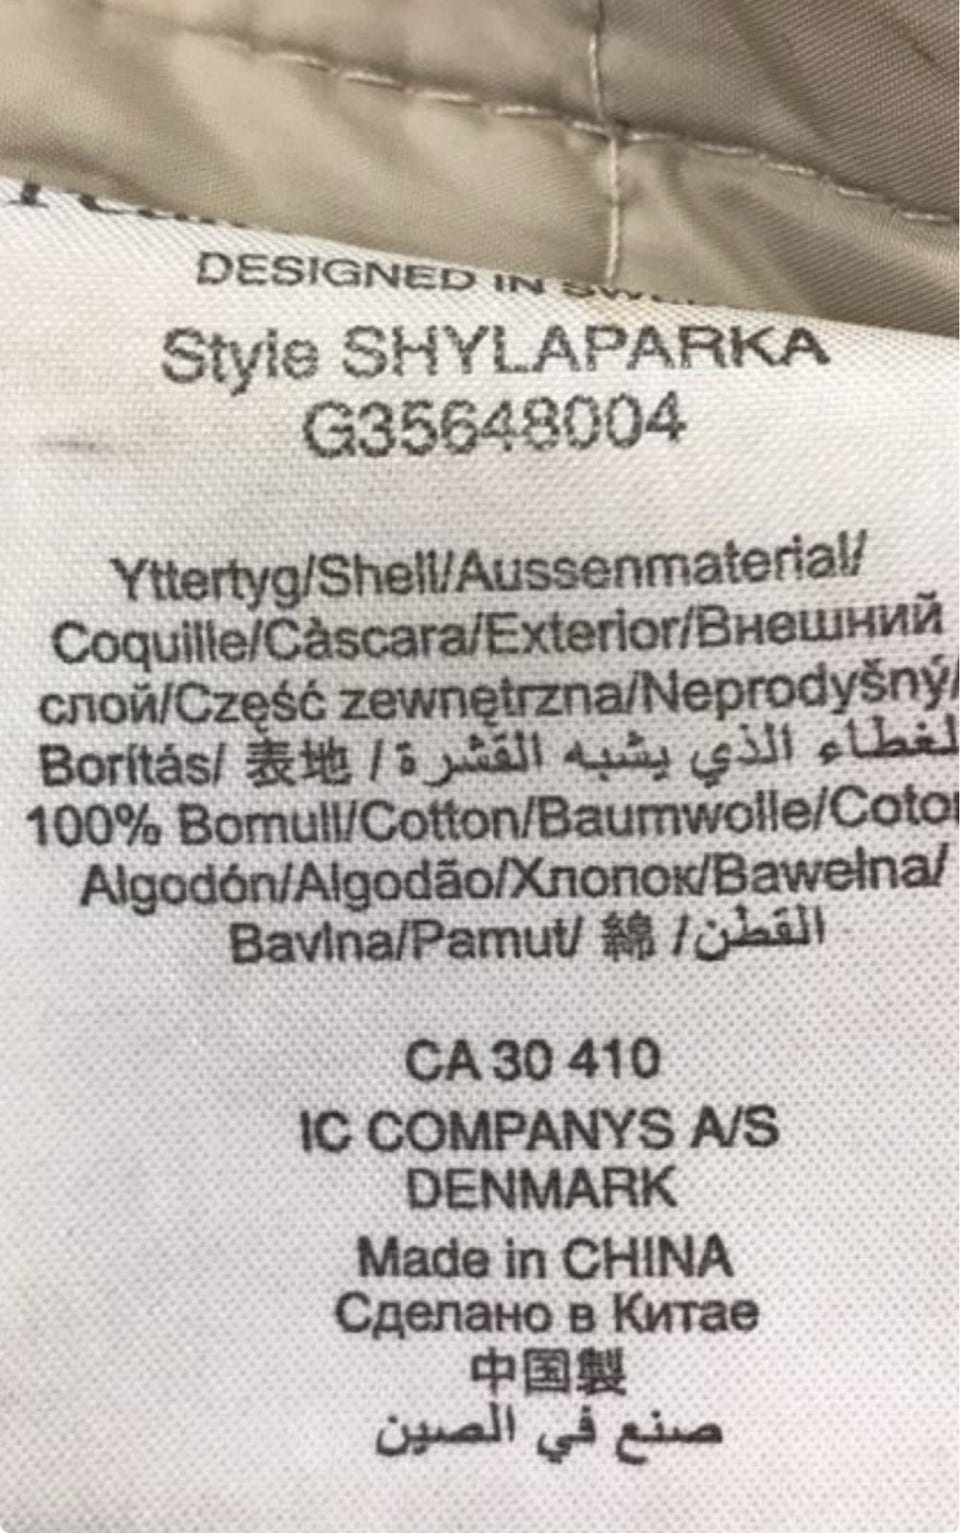 DESIGNED IN
Style SHYLAPARKA
G35648004
Yttertyg/Shell/Aussenmaterial/
Coquille/Càscara/Exterior/Внешний
слой/Część zewnętrzna/Neprodyšný/
Borítás/ 表地 / لغطاء الذي يشبه القشرة
100% Bomull/Cotton/Baumwolle/Coto
Algodón/Algodão/Хлопок/Bawełna/
Bavlna/Pamut/ 綿 / القطن
CA 30 410
IC COMPANYS A/S
DENMARK
Made in CHINA
Сделано в Китае
中国製
صنع في الصين